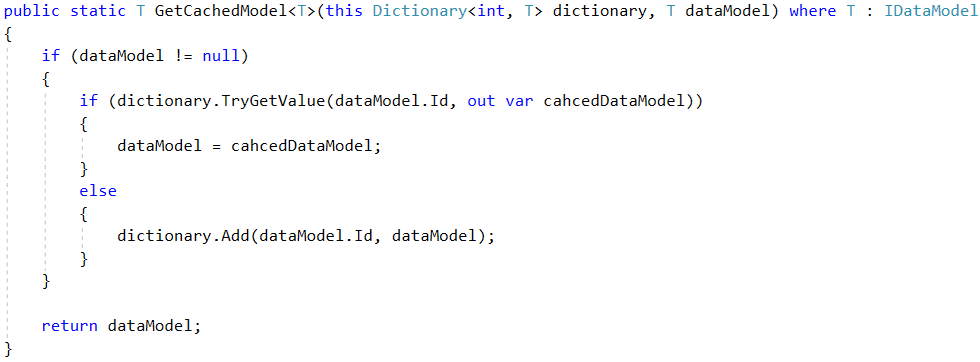 public static T GetCachedModel<T>(this Dictionary<int, T> dictionary, T dataModel) where T : IDataModel
{
    if (dataModel != null)
    {
        if (dictionary.TryGetValue(dataModel.Id, out var cahcedDataModel))
        {
            dataModel = cahcedDataModel;
        }
        else
        {
            dictionary.Add(dataModel.Id, dataModel);
        }
    }

    return dataModel;
}